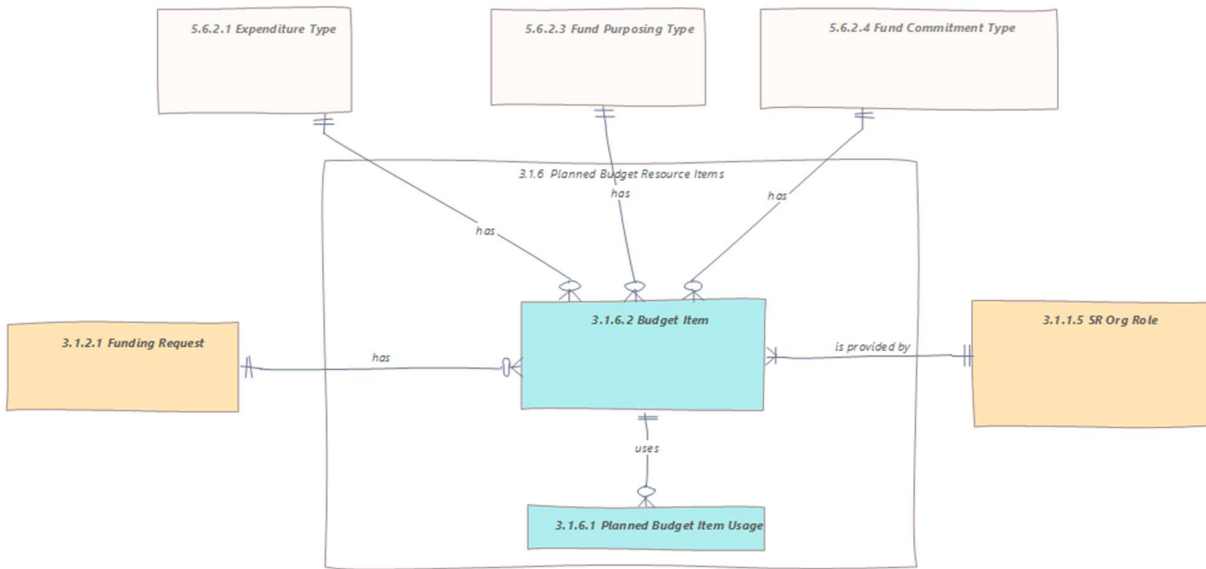 5.6.2.1 Expenditure Type
5.6.2.3 Fund Purposing Type
5.6.2.4 Fund Commitment Type
3.1.6 Planned Budget Resource Items
has
has
has
3.1.6.2 Budget Item
3.1.1.5 SR Org Role
3.1.2.1 Funding Request
is provided by
has
uses
3.1.6.1 Planned Budget Item Usage